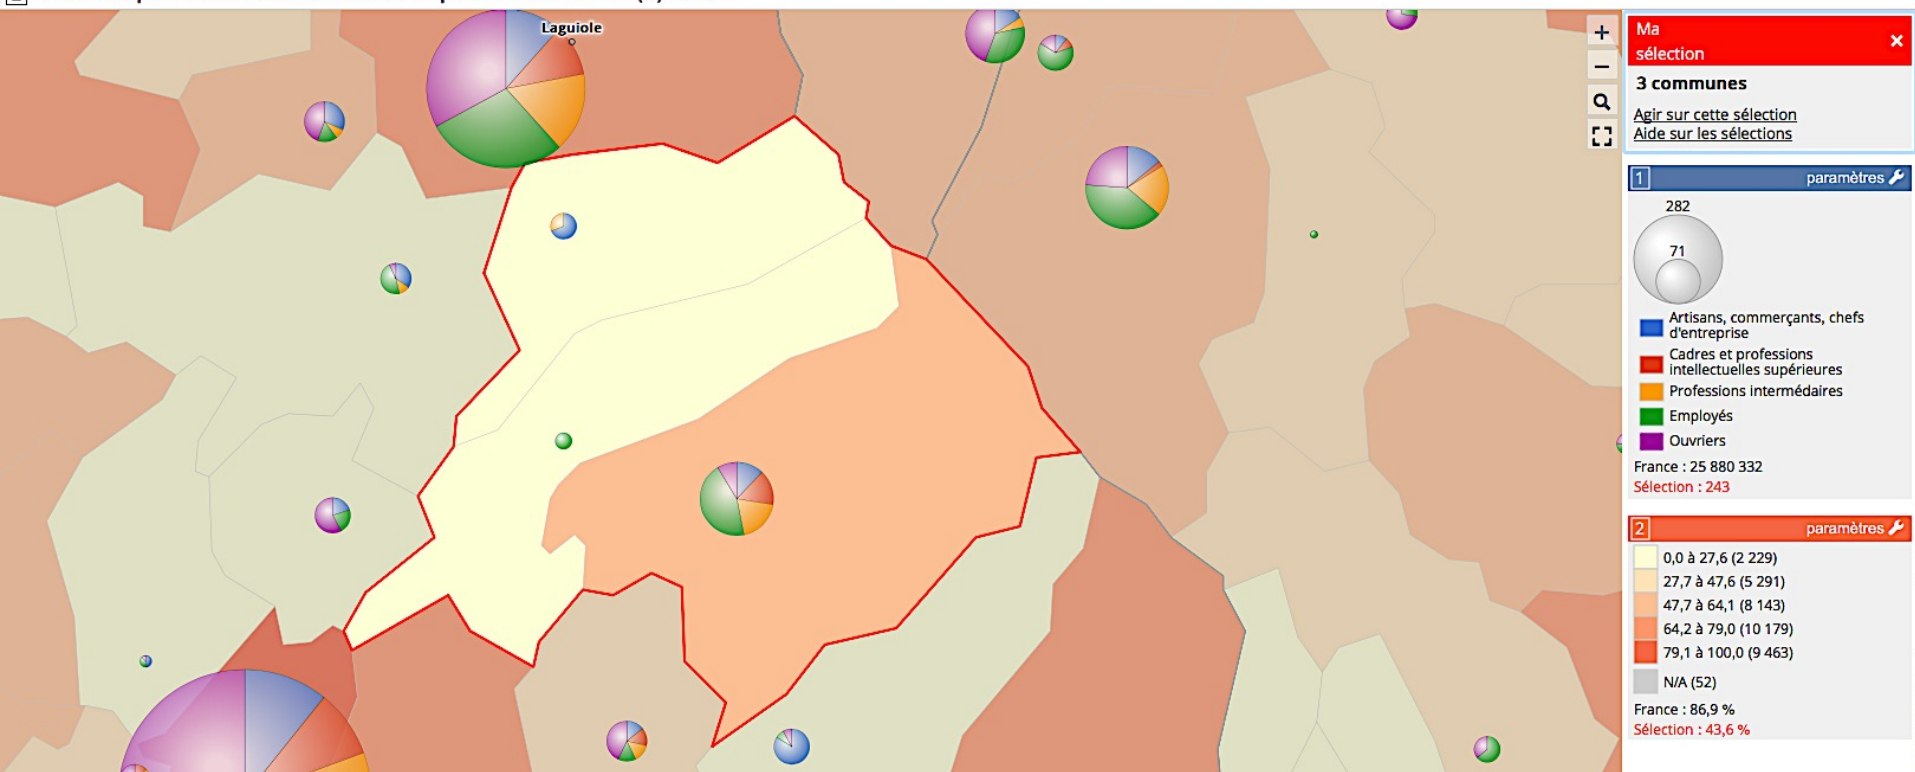 Laguiole
+
−
Ma
sélection
×
3 communes
Agir sur cette sélection
Aide sur les sélections
1 paramètres
282
71
Artisans, commerçants, chefs
d'entreprise
Cadres et professions
intellectuelles supérieures
Professions intermédaires
Employés
Ouvriers
France : 25 880 332
Sélection : 243
2 paramètres
0,0 à 27,6 (2 229)
27,7 à 47,6 (5 291)
47,7 à 64,1 (8 143)
64,2 à 79,0 (10 179)
79,1 à 100,0 (9 463)
N/A (52)
France : 86,9 %
Sélection : 43,6 %